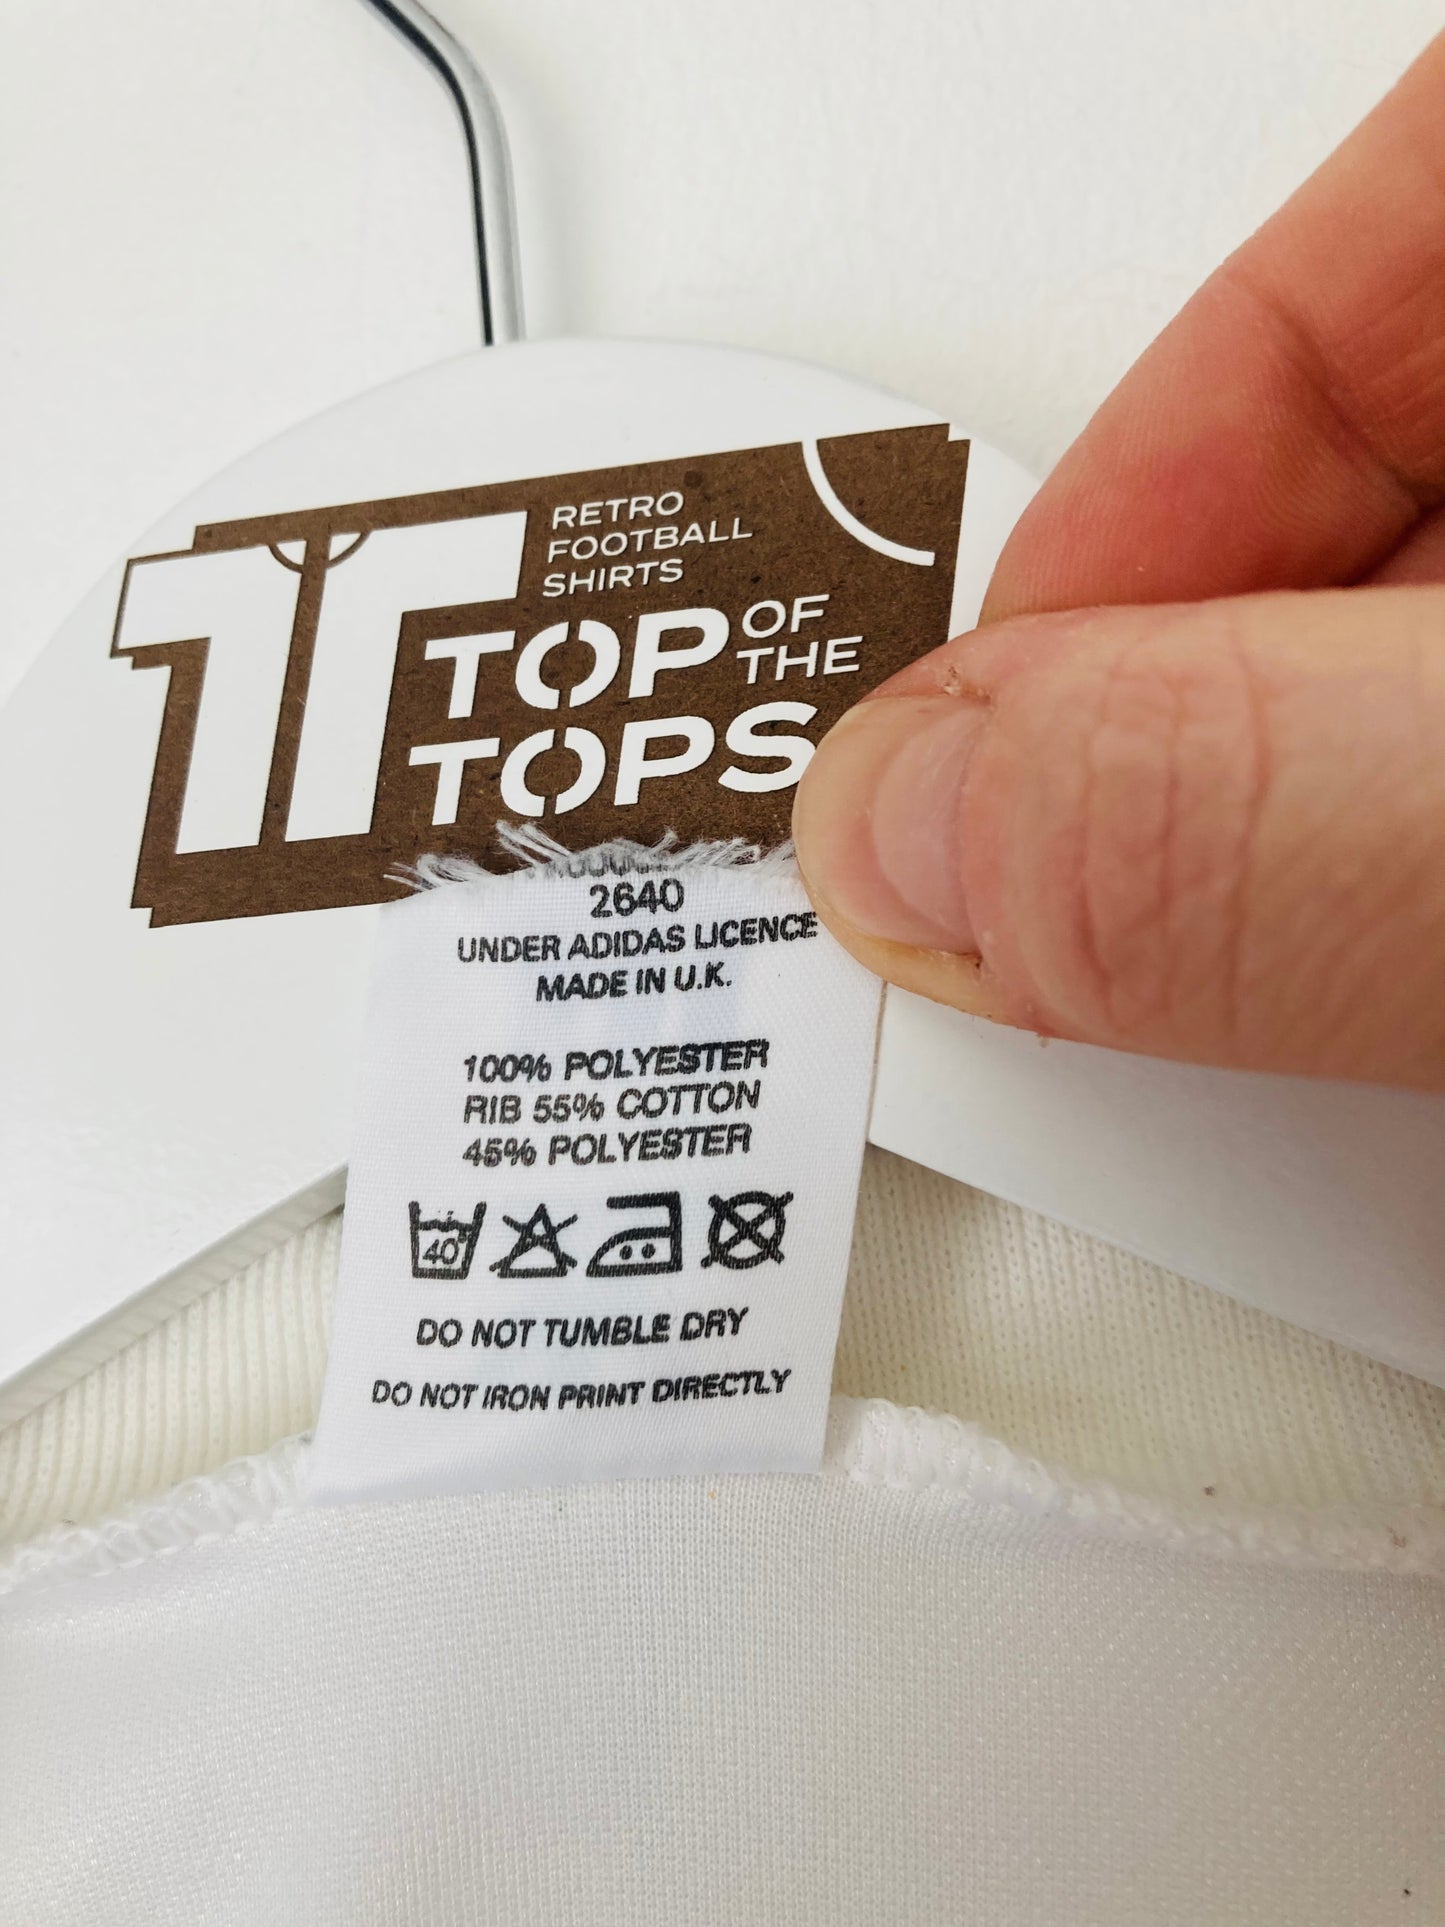 RETRO
FOOTBALL
SHIRTS
TOP OF THE
TOPS
2640
UNDER ADIDAS LICENCE
MADE IN U.K.
100% POLYESTER
RIB 55% COTTON
45% POLYESTER
40°
DO NOT TUMBLE DRY
DO NOT IRON PRINT DIRECTLY